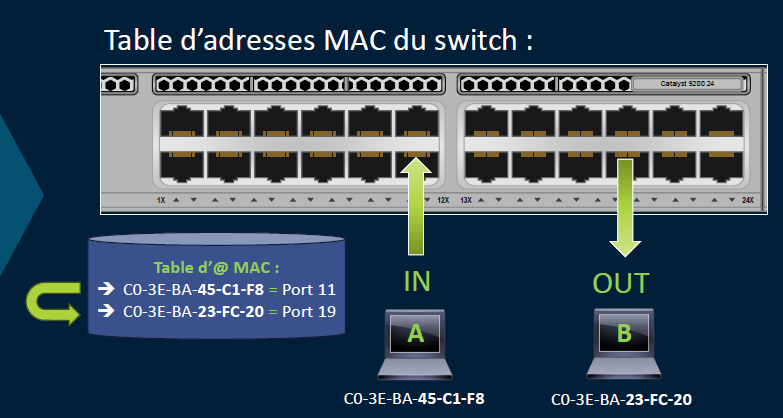 Table d’adresses MAC du switch :
Catalyst 9200 24
1X 12X 13X 24X
Table d’@ MAC :
➔ C0-3E-BA-45-C1-F8 = Port 11
➔ C0-3E-BA-23-FC-20 = Port 19
IN
OUT
A
B
C0-3E-BA-45-C1-F8
C0-3E-BA-23-FC-20